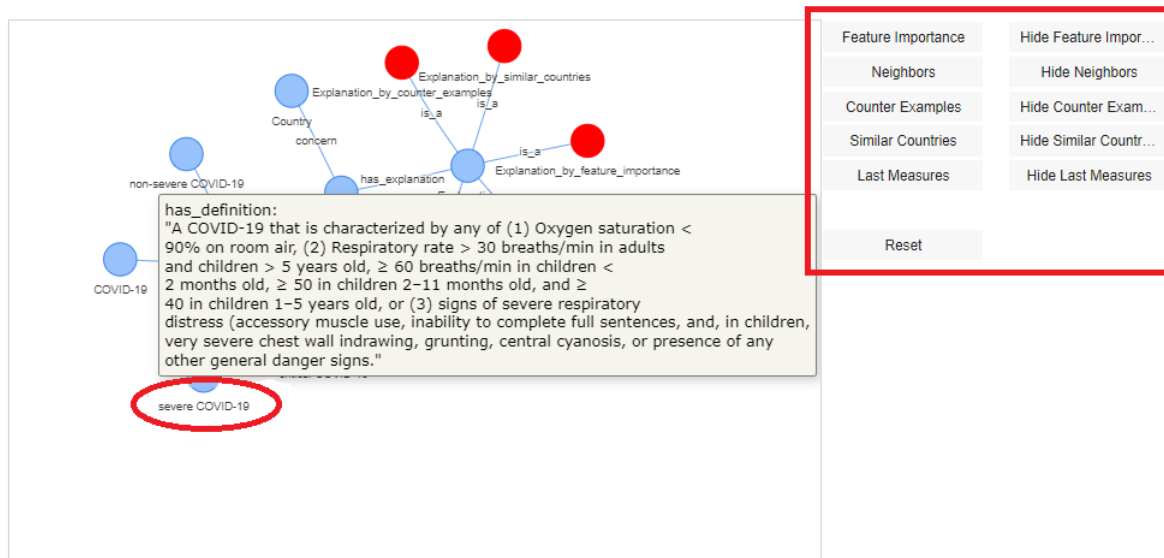 Feature Importance
Hide Feature Impor...
Neighbors
Hide Neighbors
Counter Examples
Hide Counter Exam...
Similar Countries
Hide Similar Countr...
Last Measures
Hide Last Measures
Reset
Explanation_by_similar_countries
Explanation_by_counter_examples
is_a
is_a
Country
concern
is_a
Explanation_by_feature_importance
has_explanation
non-severe COVID-19
COVID-19
has_definition:
"A COVID-19 that is characterized by any of (1) Oxygen saturation <
90% on room air, (2) Respiratory rate > 30 breaths/min in adults
and children > 5 years old, ≥ 60 breaths/min in children <
2 months old, ≥ 50 in children 2–11 months old, and ≥
40 in children 1–5 years old, or (3) signs of severe respiratory
distress (accessory muscle use, inability to complete full sentences, and, in children,
very severe chest wall indrawing, grunting, central cyanosis, or presence of any
other general danger signs."
severe COVID-19